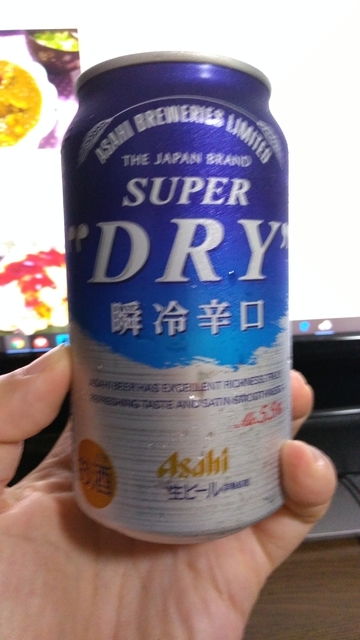 ASAHI BREWERIES LIMITED
THE JAPAN BRAND
SUPER
"DRY"
瞬冷辛口
ASAHI BEER HAS EXCELLENT RICHNESS
REFRESHING TASTE AND SATIN SMOOTHNESS
Alc.5.5%
Asahi
お酒
生ビール